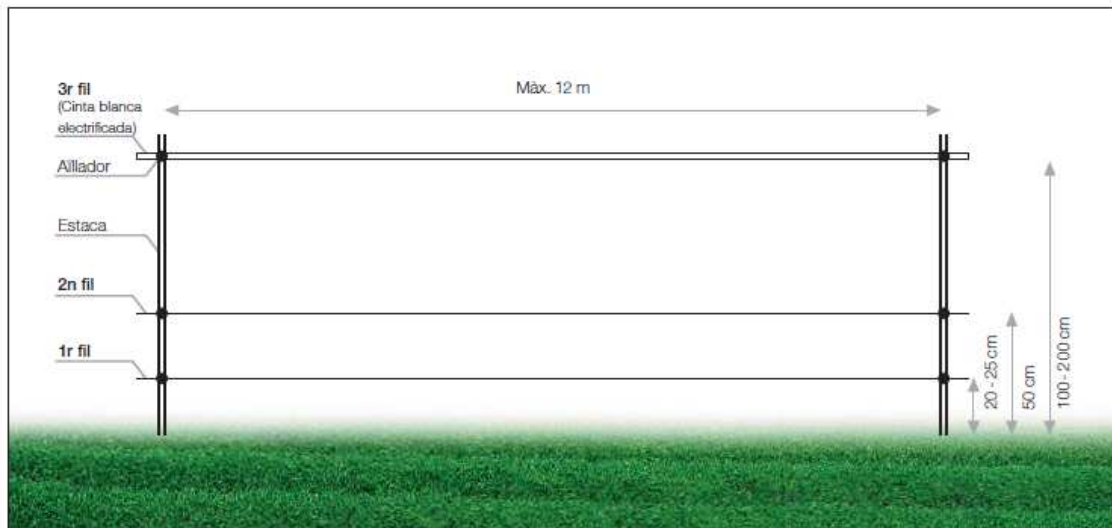 3r fil
(Cinta blanca
electrificada)
Màx. 12 m
Aïllador
Estaca
2n fil
1r fil
20 - 25 cm
50 cm
100 - 200 cm